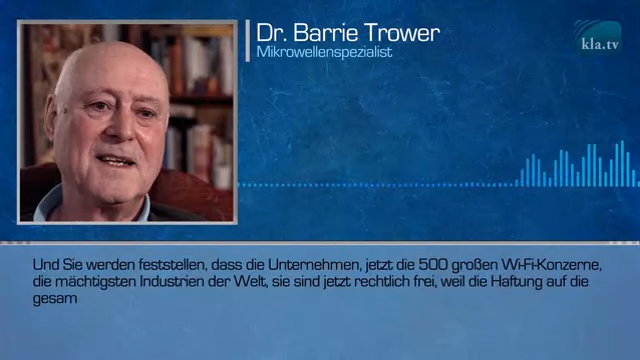 Dr. Barrie Trower
Mikrowellenspezialist
kla.tv
Und Sie werden feststellen, dass die Unternehmen, jetzt die 500 großen Wi-Fi-Konzerne,
die mächtigsten Industrien der Welt, sie sind jetzt rechtlich frei, weil die Haftung auf die
gesam